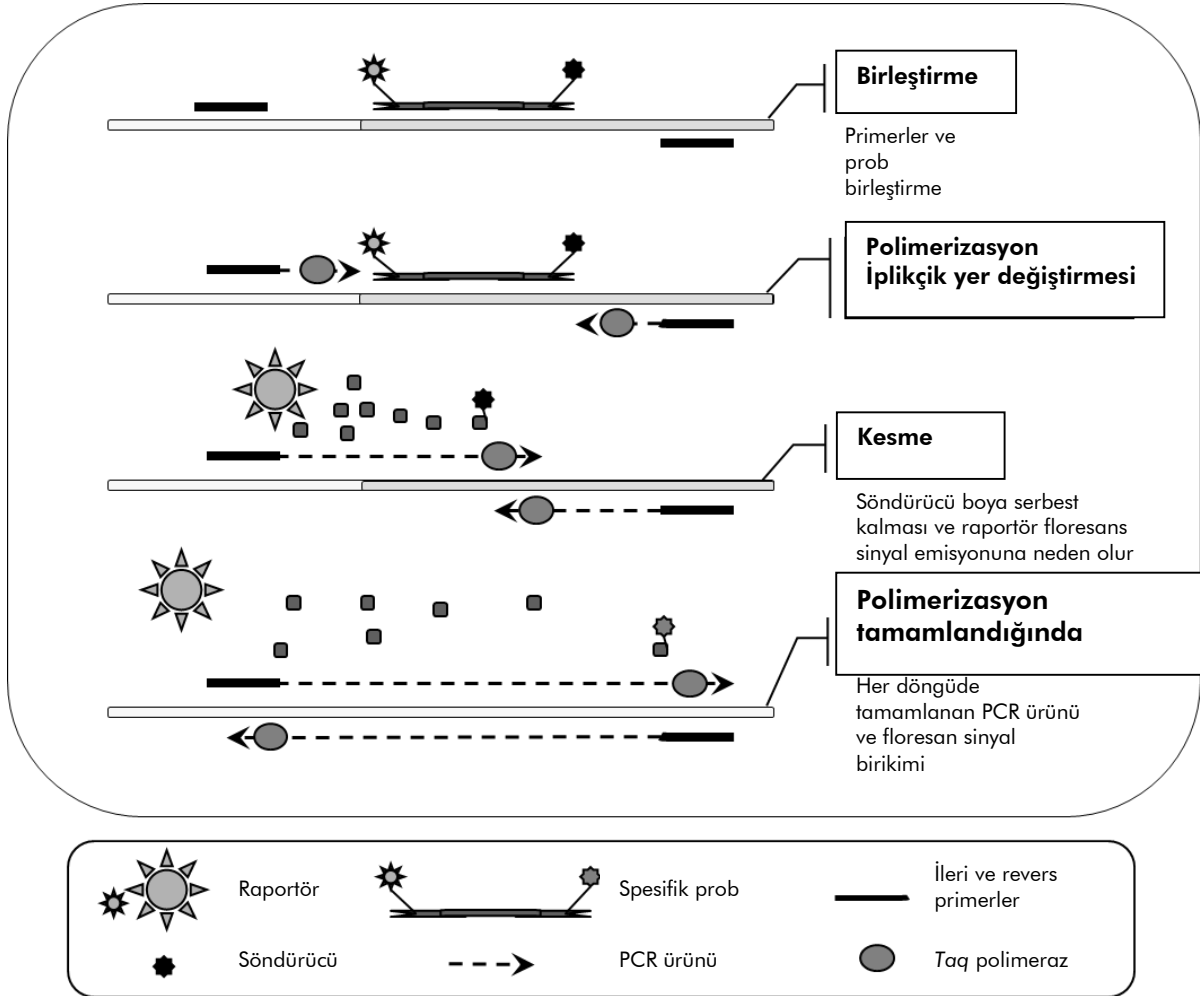 Birleştirme
Primerler ve
prob
birleştirme
Polimerizasyon
İplikçik yer değiştirmesi
Kesme
Söndürücü boya serbest
kalması ve raportör floresans
sinyal emisyonuna neden olur
Polimerizasyon
tamamlandığında
Her döngüde
tamamlanan PCR ürünü
ve floresan sinyal
birikimi
Raportör
Spesifik prob
İleri ve revers
primerler
Söndürücü
PCR ürünü
Taq polimeraz